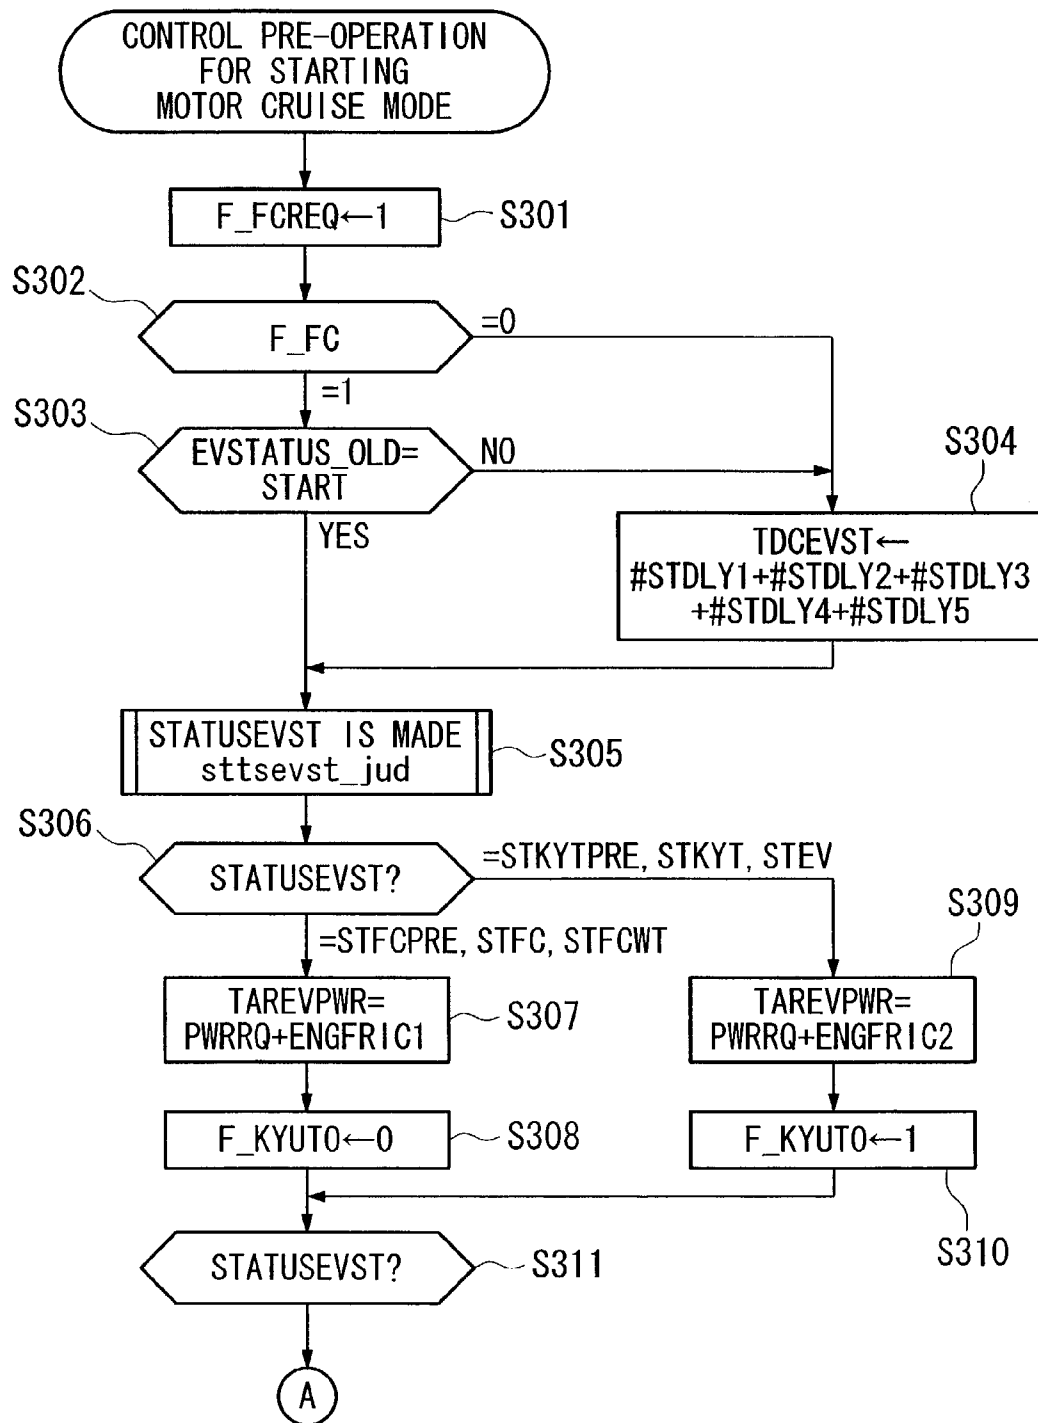 CONTROL PRE-OPERATION
FOR STARTING
MOTOR CRUISE MODE
F_FCREQ←1
S301
S302
F_FC
=0
=1
S303
EVSTATUS_OLD=
START
NO
YES
S304
TDCEVST←
#STDLY1+#STDLY2+#STDLY3
+#STDLY4+#STDLY5
STATUSEVST IS MADE
sttsevst_jud
S305
S306
STATUSEVST?
=STKYTPRE, STKYT, STEV
=STFCPRE, STFC, STFCWT
TAREVPWR=
PWRRQ+ENGFRIC1
S307
S309
TAREVPWR=
PWRRQ+ENGFRIC2
F_KYUTO←0
S308
F_KYUTO←1
S310
STATUSEVST?
S311
A